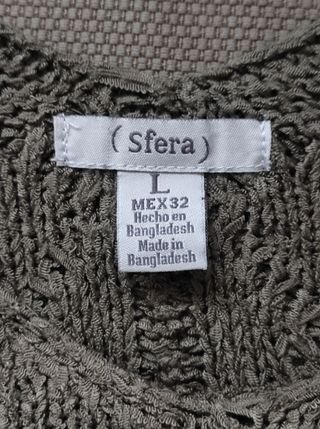 (Sfera)
L
MEX32
Hecho en
Bangladesh
Made in
Bangladesh